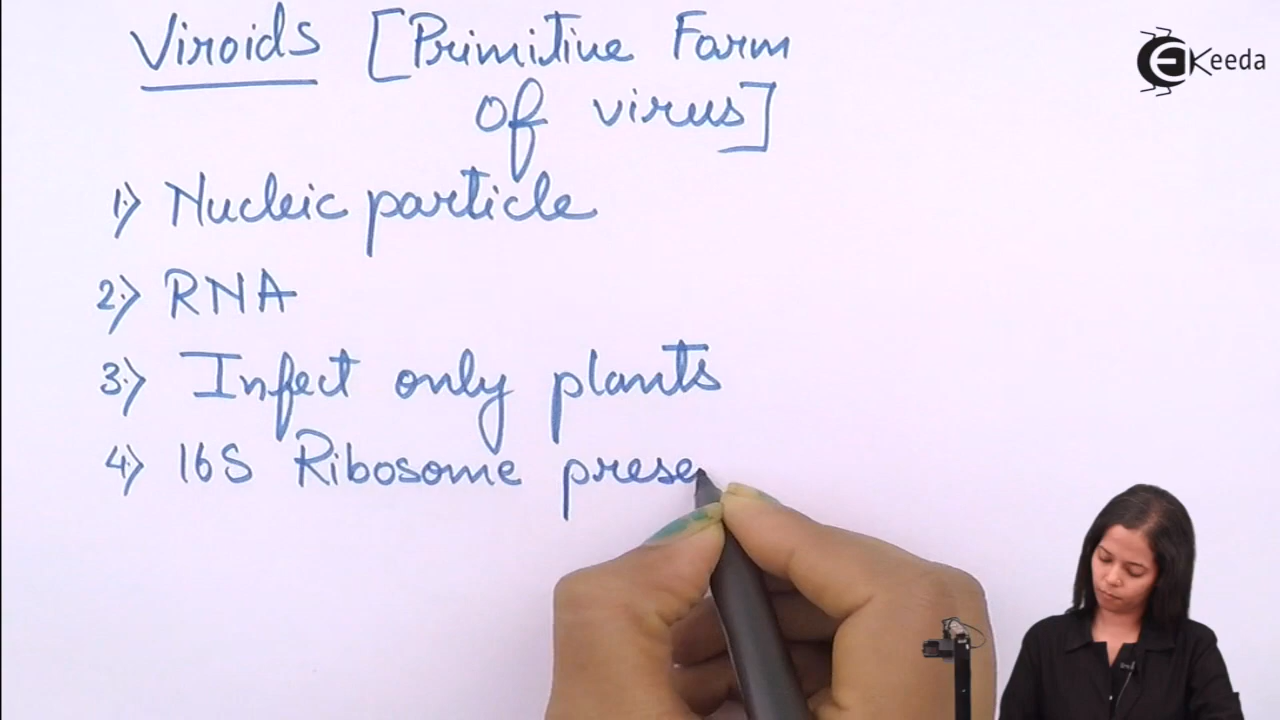 Viroids [Primitive Form
of virus]
1.) Nucleic particle
2.) RNA
3.) Infect only plants
4.) 16S Ribosome prese
EKeeda